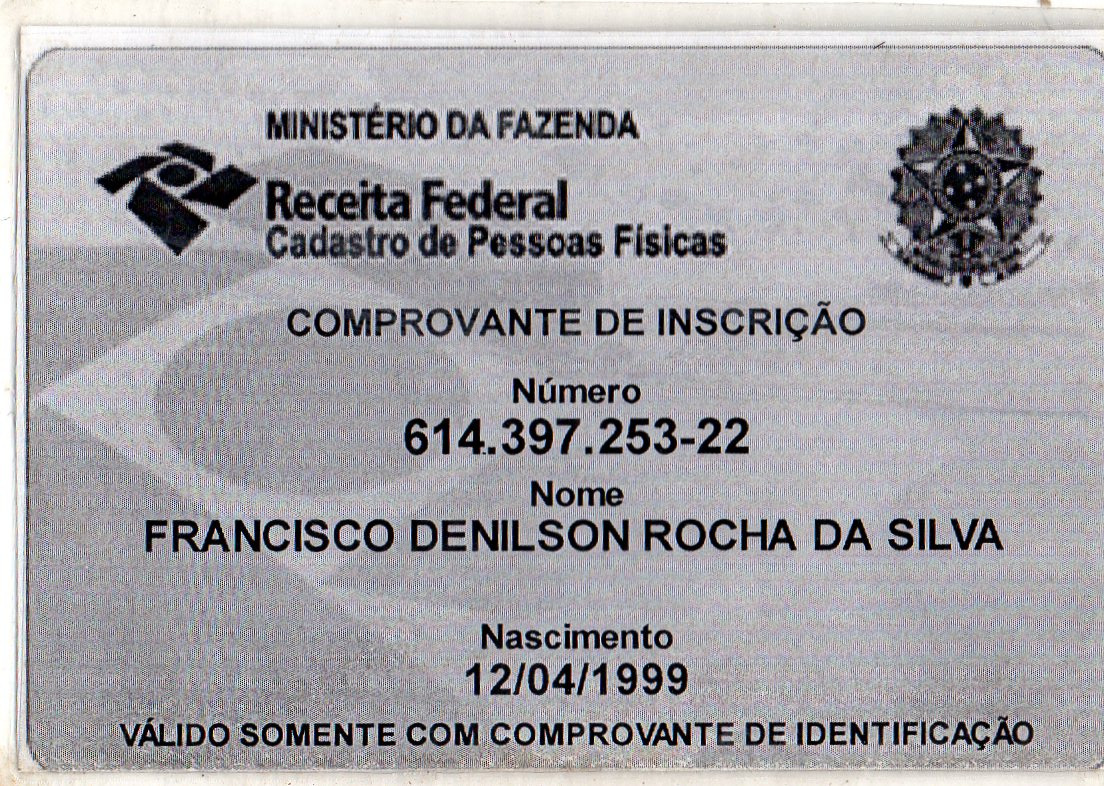 MINISTÉRIO DA FAZENDA
Receita Federal
Cadastro de Pessoas Físicas
COMPROVANTE DE INSCRIÇÃO
Número
614.397.253-22
Nome
FRANCISCO DENILSON ROCHA DA SILVA
Nascimento
12/04/1999
VÁLIDO SOMENTE COM COMPROVANTE DE IDENTIFICAÇÃO